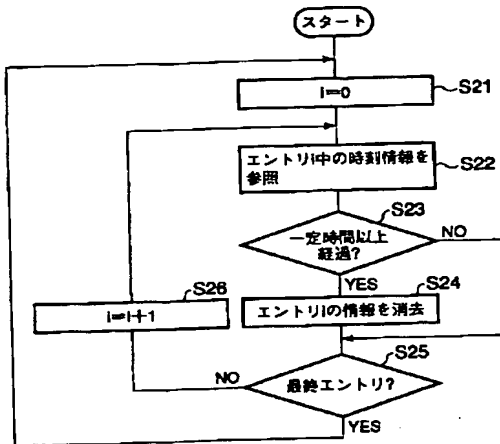 スタート
i=0
S21
エントリi中の時刻情報を
参照
S22
S23
一定時間以上
経過?
NO
YES
S24
エントリiの情報を消去
S26
i=i+1
S25
最終エントリ?
NO
YES